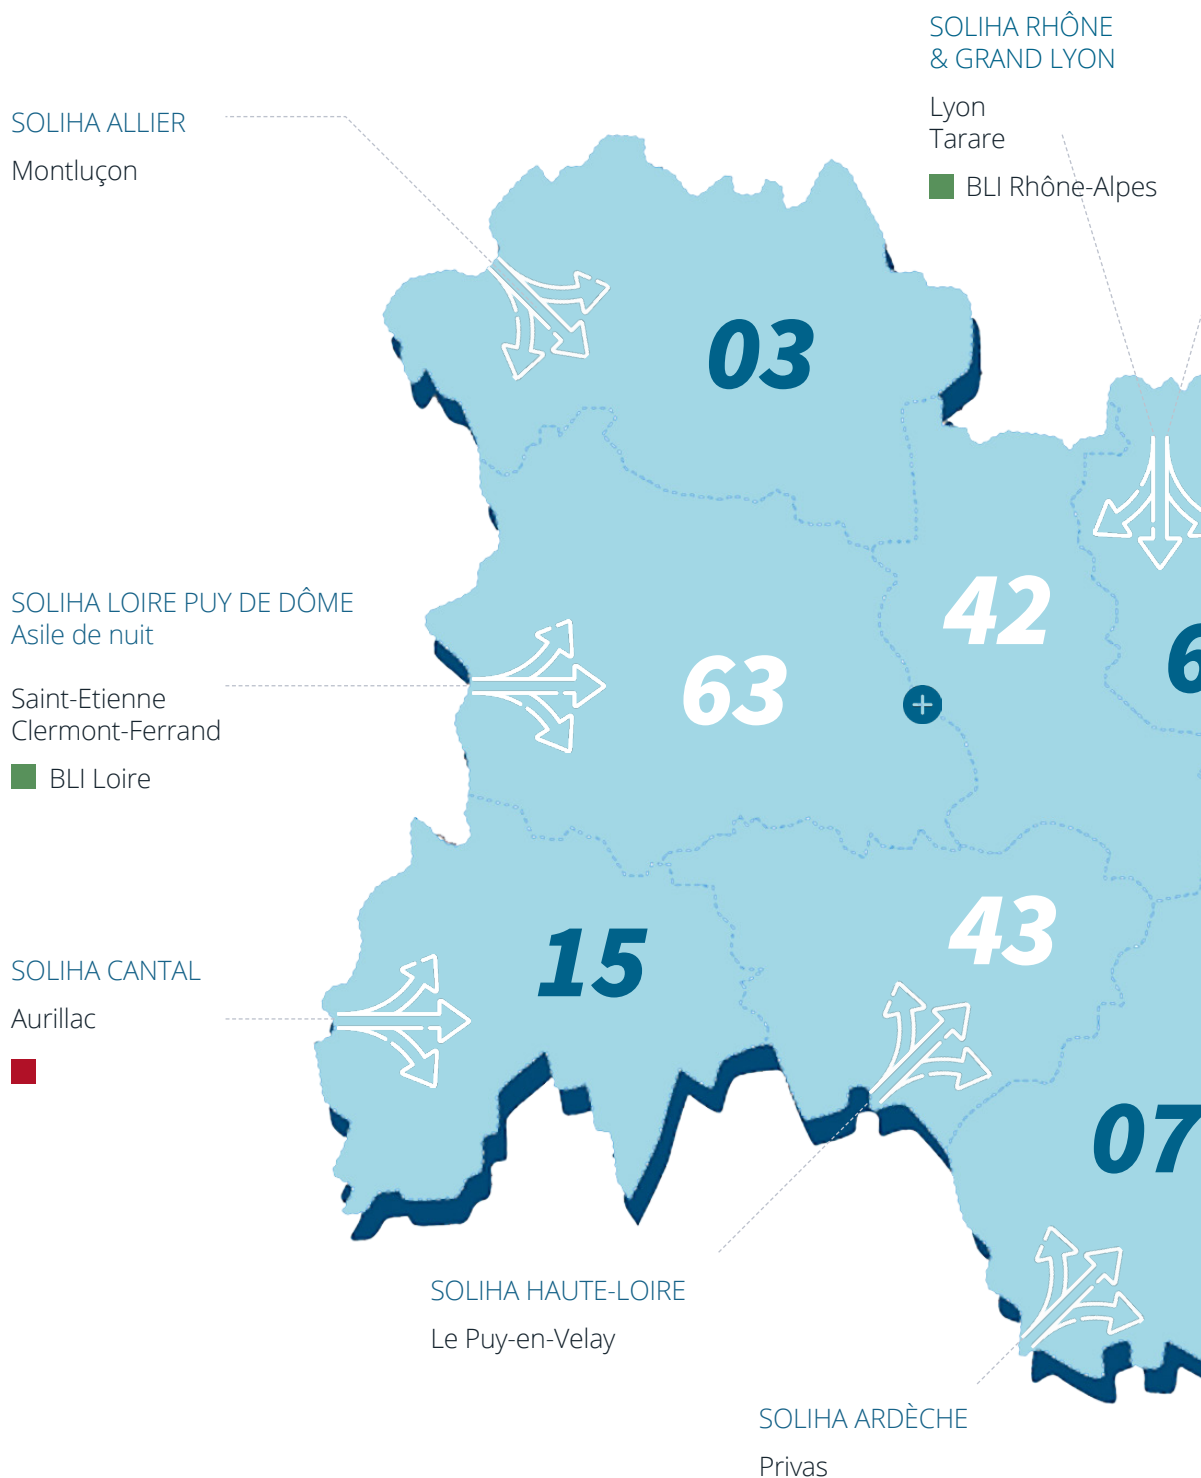 SOLIHA RHÔNE
& GRAND LYON
Lyon
Tarare
BLI Rhône-Alpes
SOLIHA ALLIER
Montluçon
03
42
SOLIHA LOIRE PUY DE DÔME
Asile de nuit
Saint-Etienne
Clermont-Ferrand
BLI Loire
63
6
43
15
SOLIHA CANTAL
Aurillac
07
SOLIHA HAUTE-LOIRE
Le Puy-en-Velay
SOLIHA ARDÈCHE
Privas